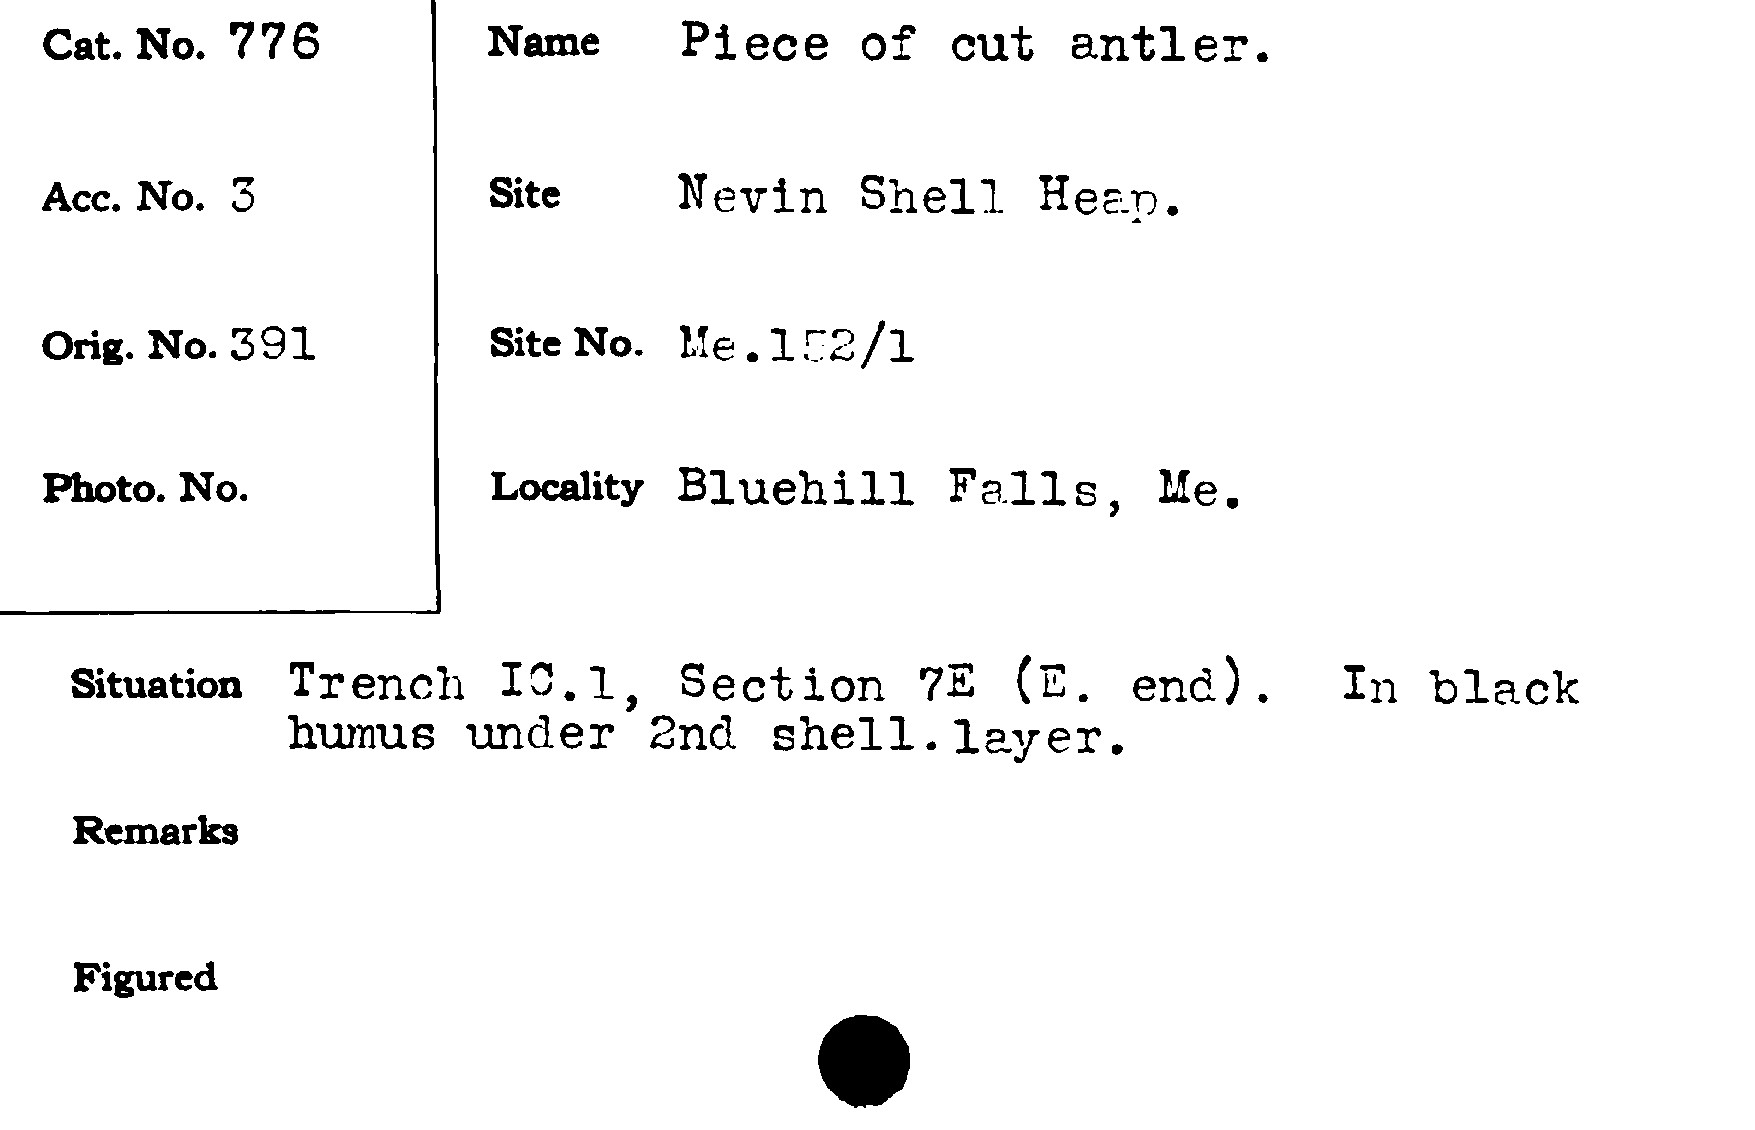 Cat. No. 776
Name Piece of cut antler.
Acc. No. 3
Site Nevin Shell Heap.
Orig. No. 391
Site No. Me.152/1
Photo. No.
Locality Bluehill Falls, Me.
Situation Trench IC.1, Section 7E (E. end). In black
humus under 2nd shell.layer.
Remarks
Figured